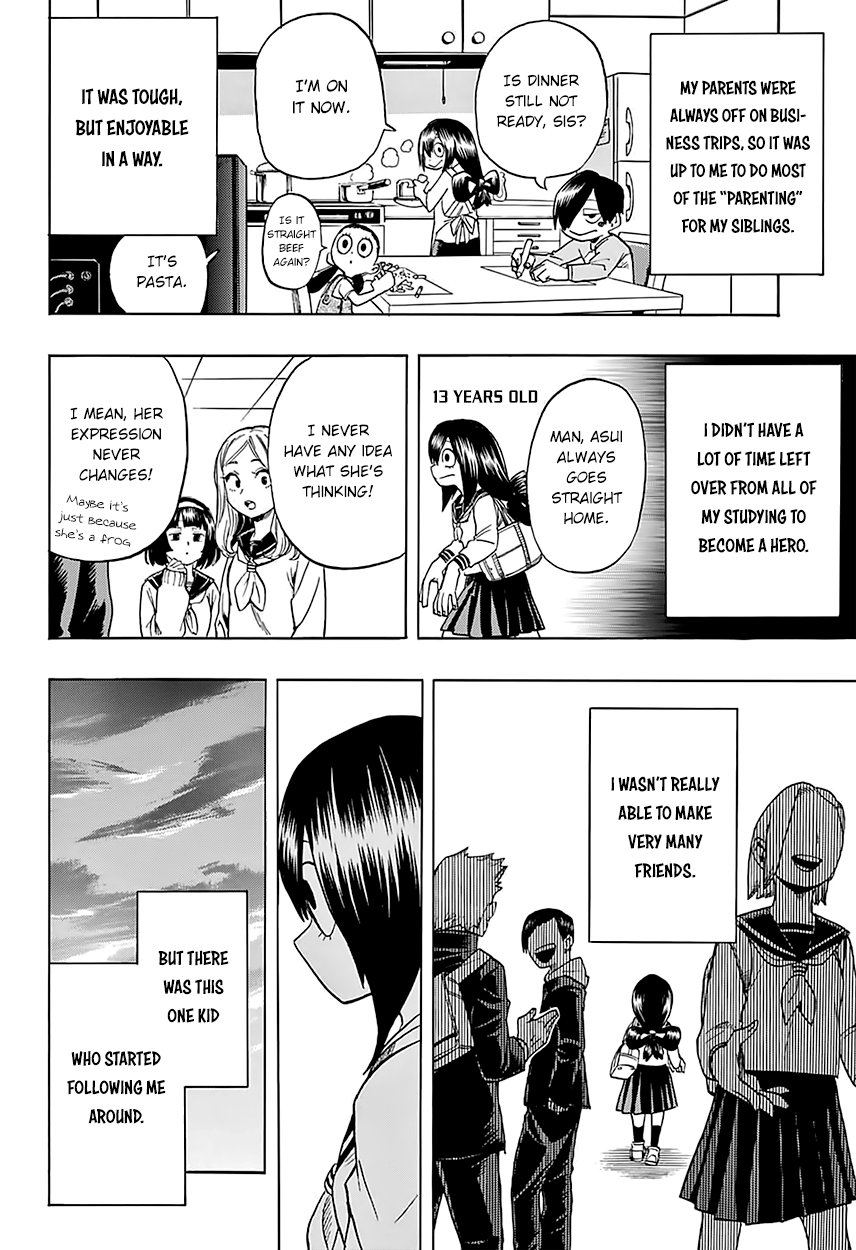 MY PARENTS WERE
ALWAYS OFF ON BUSI-
NESS TRIPS, SO IT WAS
UP TO ME TO DO MOST
OF THE "PARENTING"
FOR MY SIBLINGS.
IS DINNER
STILL NOT
READY, SIS?
I'M ON
IT NOW.
IS IT
STRAIGHT
BEEF
AGAIN?
IT'S
PASTA.
IT WAS TOUGH,
BUT ENJOYABLE
IN A WAY.
I DIDN'T HAVE A
LOT OF TIME LEFT
OVER FROM ALL OF
MY STUDYING TO
BECOME A HERO.
13 YEARS OLD
MAN, ASUI
ALWAYS
GOES
STRAIGHT
HOME.
I NEVER
HAVE ANY IDEA
WHAT SHE'S
THINKING!
I MEAN, HER
EXPRESSION
NEVER
CHANGES!
Maybe it's
just because
she's a frog
I WASN'T REALLY
ABLE TO MAKE
VERY MANY
FRIENDS.
BUT THERE
WAS THIS
ONE KID
WHO STARTED
FOLLOWING ME
AROUND.